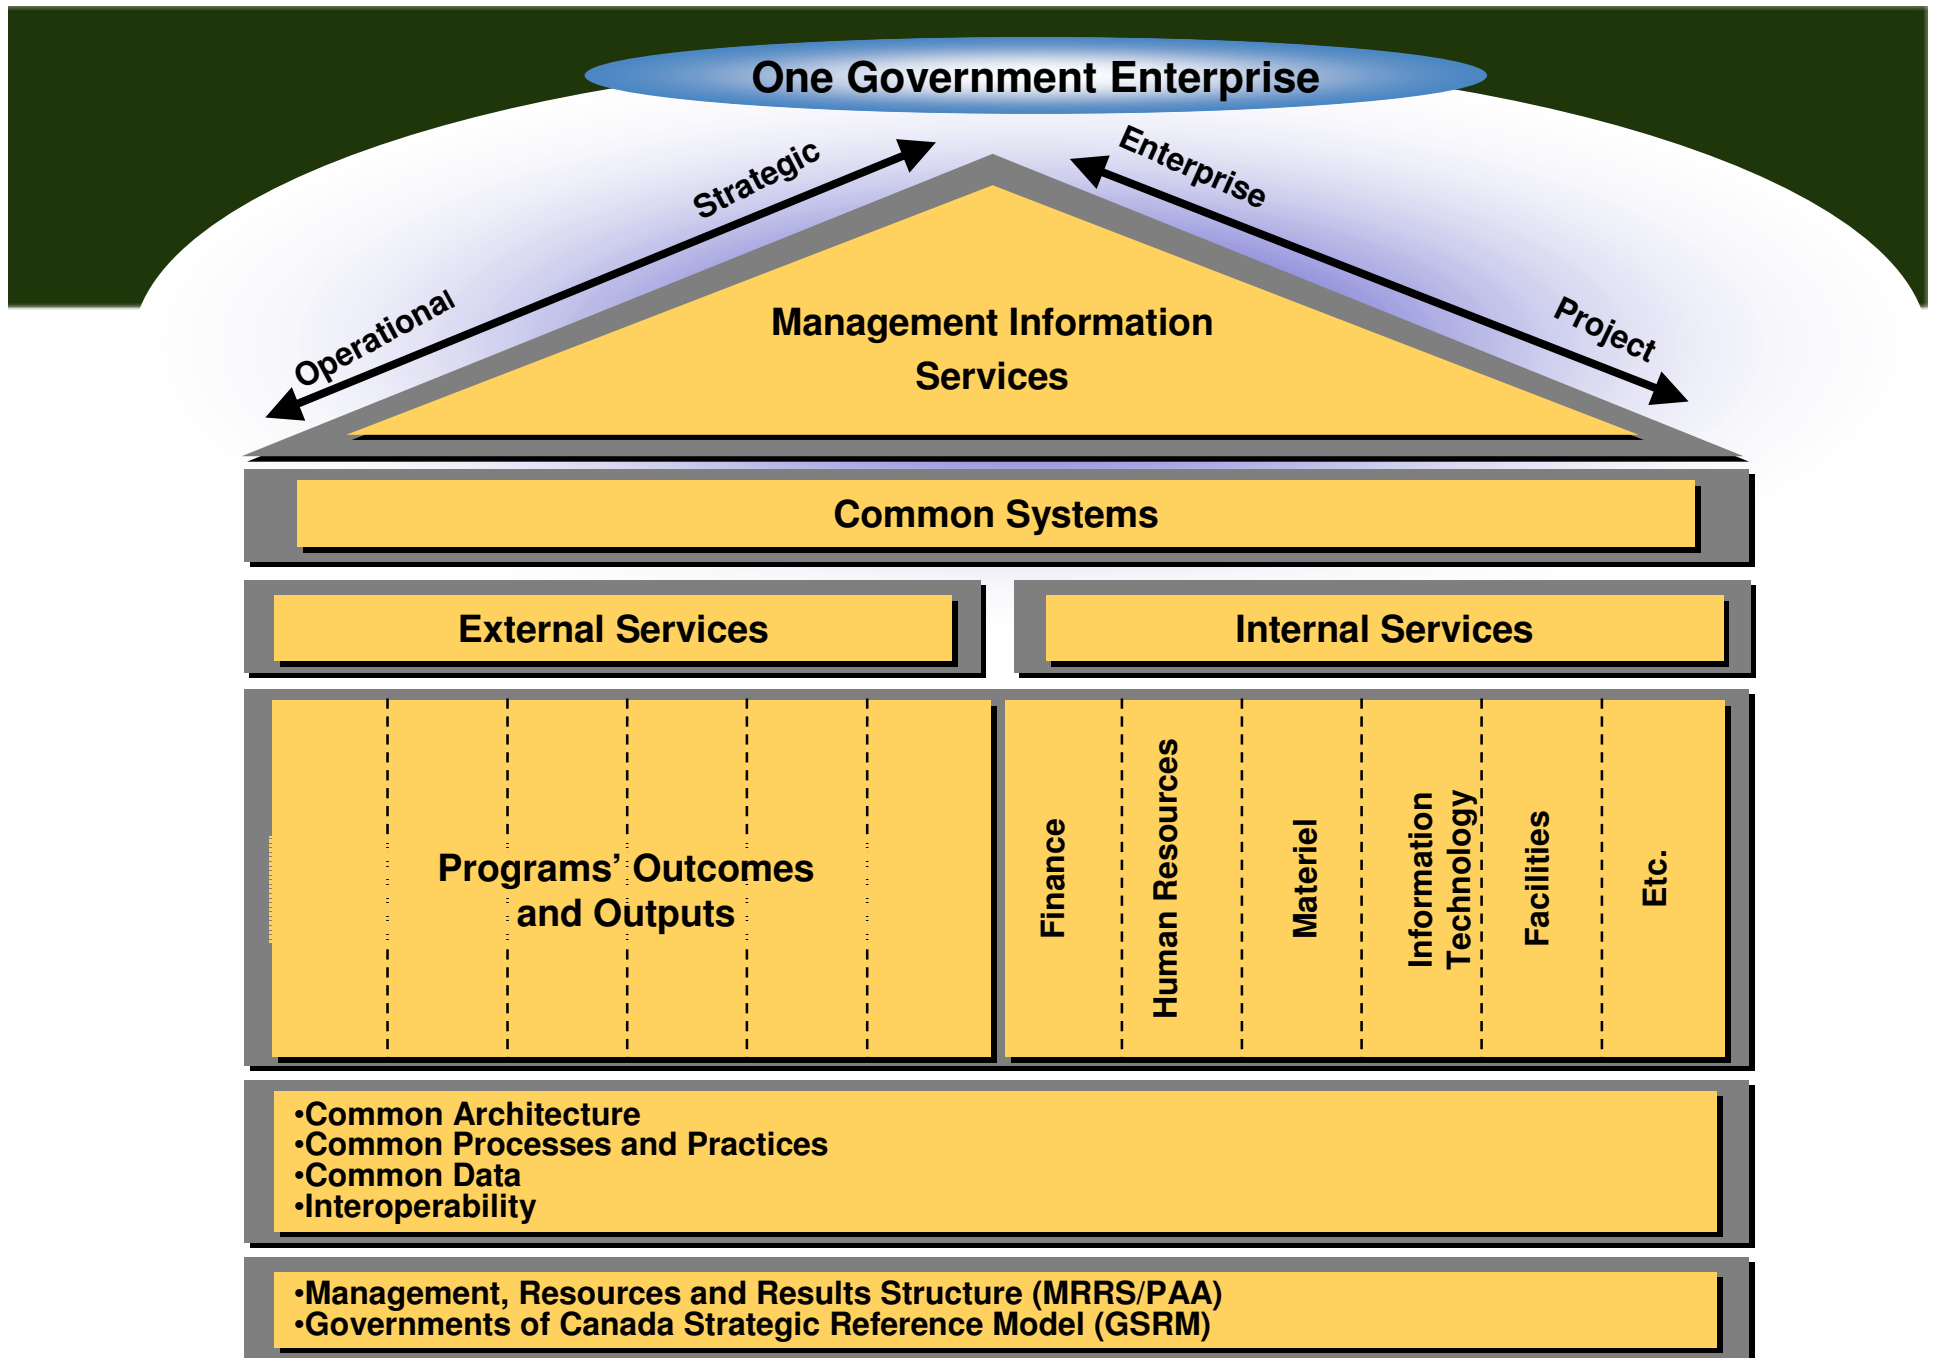 One Government Enterprise
Strategic
Enterprise
Operational
Project
Management Information
Services
Common Systems
External Services
Internal Services
Programs’ Outcomes
and Outputs
Finance
Human Resources
Materiel
Information
Technology
Facilities
Etc.
•Common Architecture
•Common Processes and Practices
•Common Data
•Interoperability
•Management, Resources and Results Structure (MRRS/PAA)
•Governments of Canada Strategic Reference Model (GSRM)